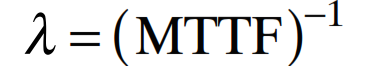 λ = (MTTF)⁻¹